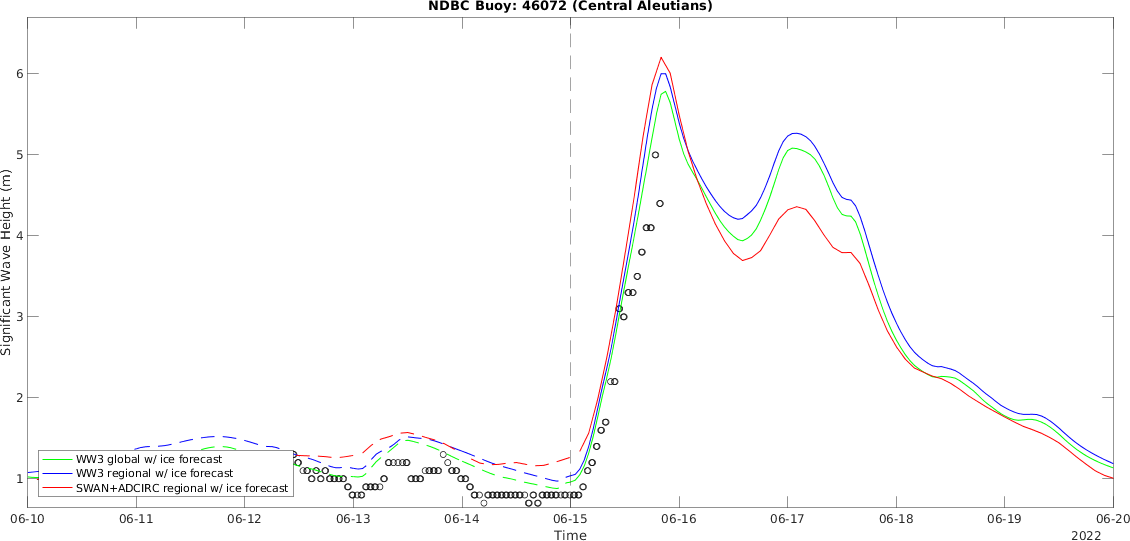 NDBC Buoy: 46072 (Central Aleutians)
Significant Wave Height (m)
6
5
4
3
2
1
WW3 global w/ ice forecast
WW3 regional w/ ice forecast
SWAN+ADCIRC regional w/ ice forecast
06-10 06-11 06-12 06-13 06-14 06-15 06-16 06-17 06-18 06-19 06-20
Time
2022